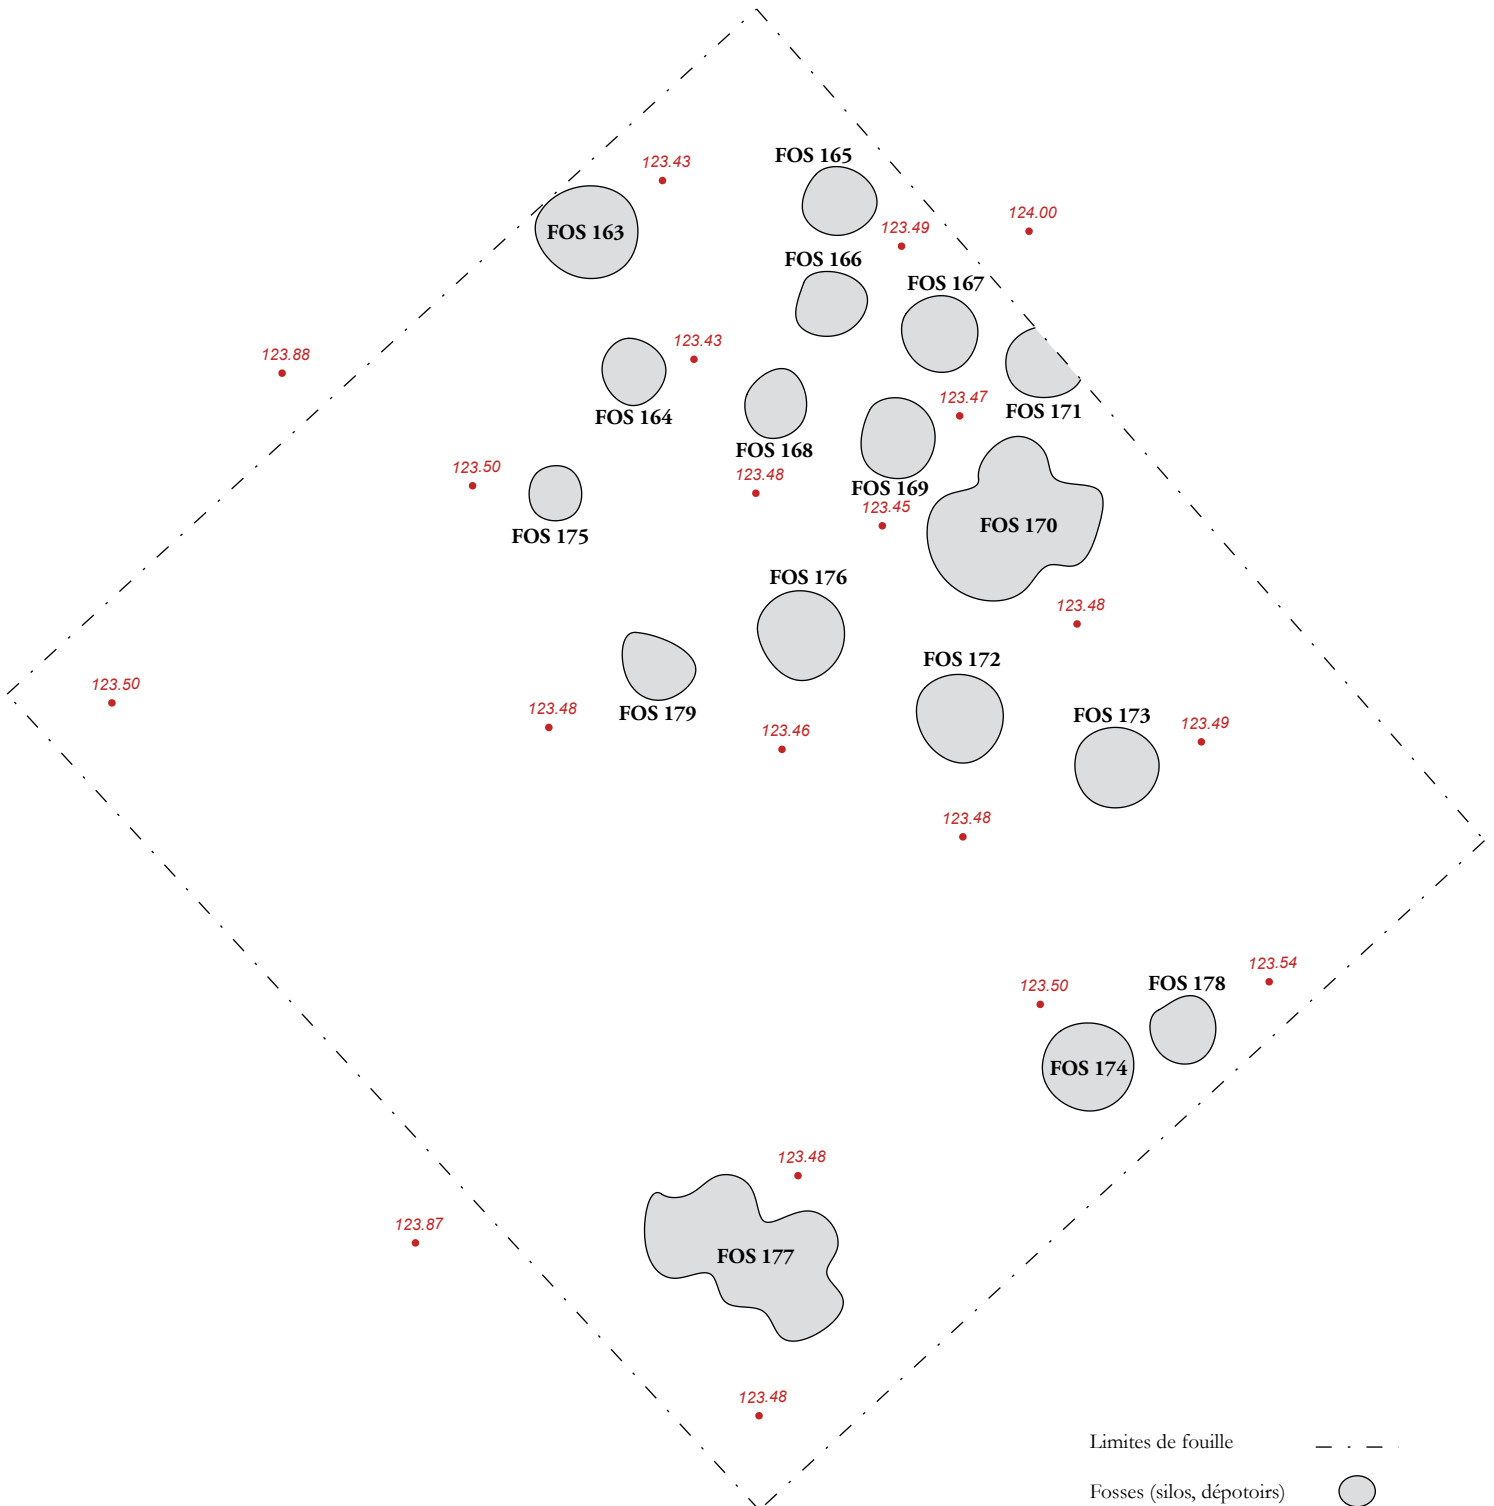 FOS 165
123.43
124.00
123.49
FOS 163
FOS 166
FOS 167
123.43
123.88
123.47
FOS 171
FOS 164
FOS 168
123.50
123.48
FOS 169
123.45
FOS 170
FOS 175
FOS 176
123.48
FOS 172
123.50
123.48
FOS 179
FOS 173
123.49
123.46
123.48
123.54
FOS 178
123.50
FOS 174
123.48
123.87
FOS 177
123.48
Limites de fouille
Fosses (silos, dépotoirs)